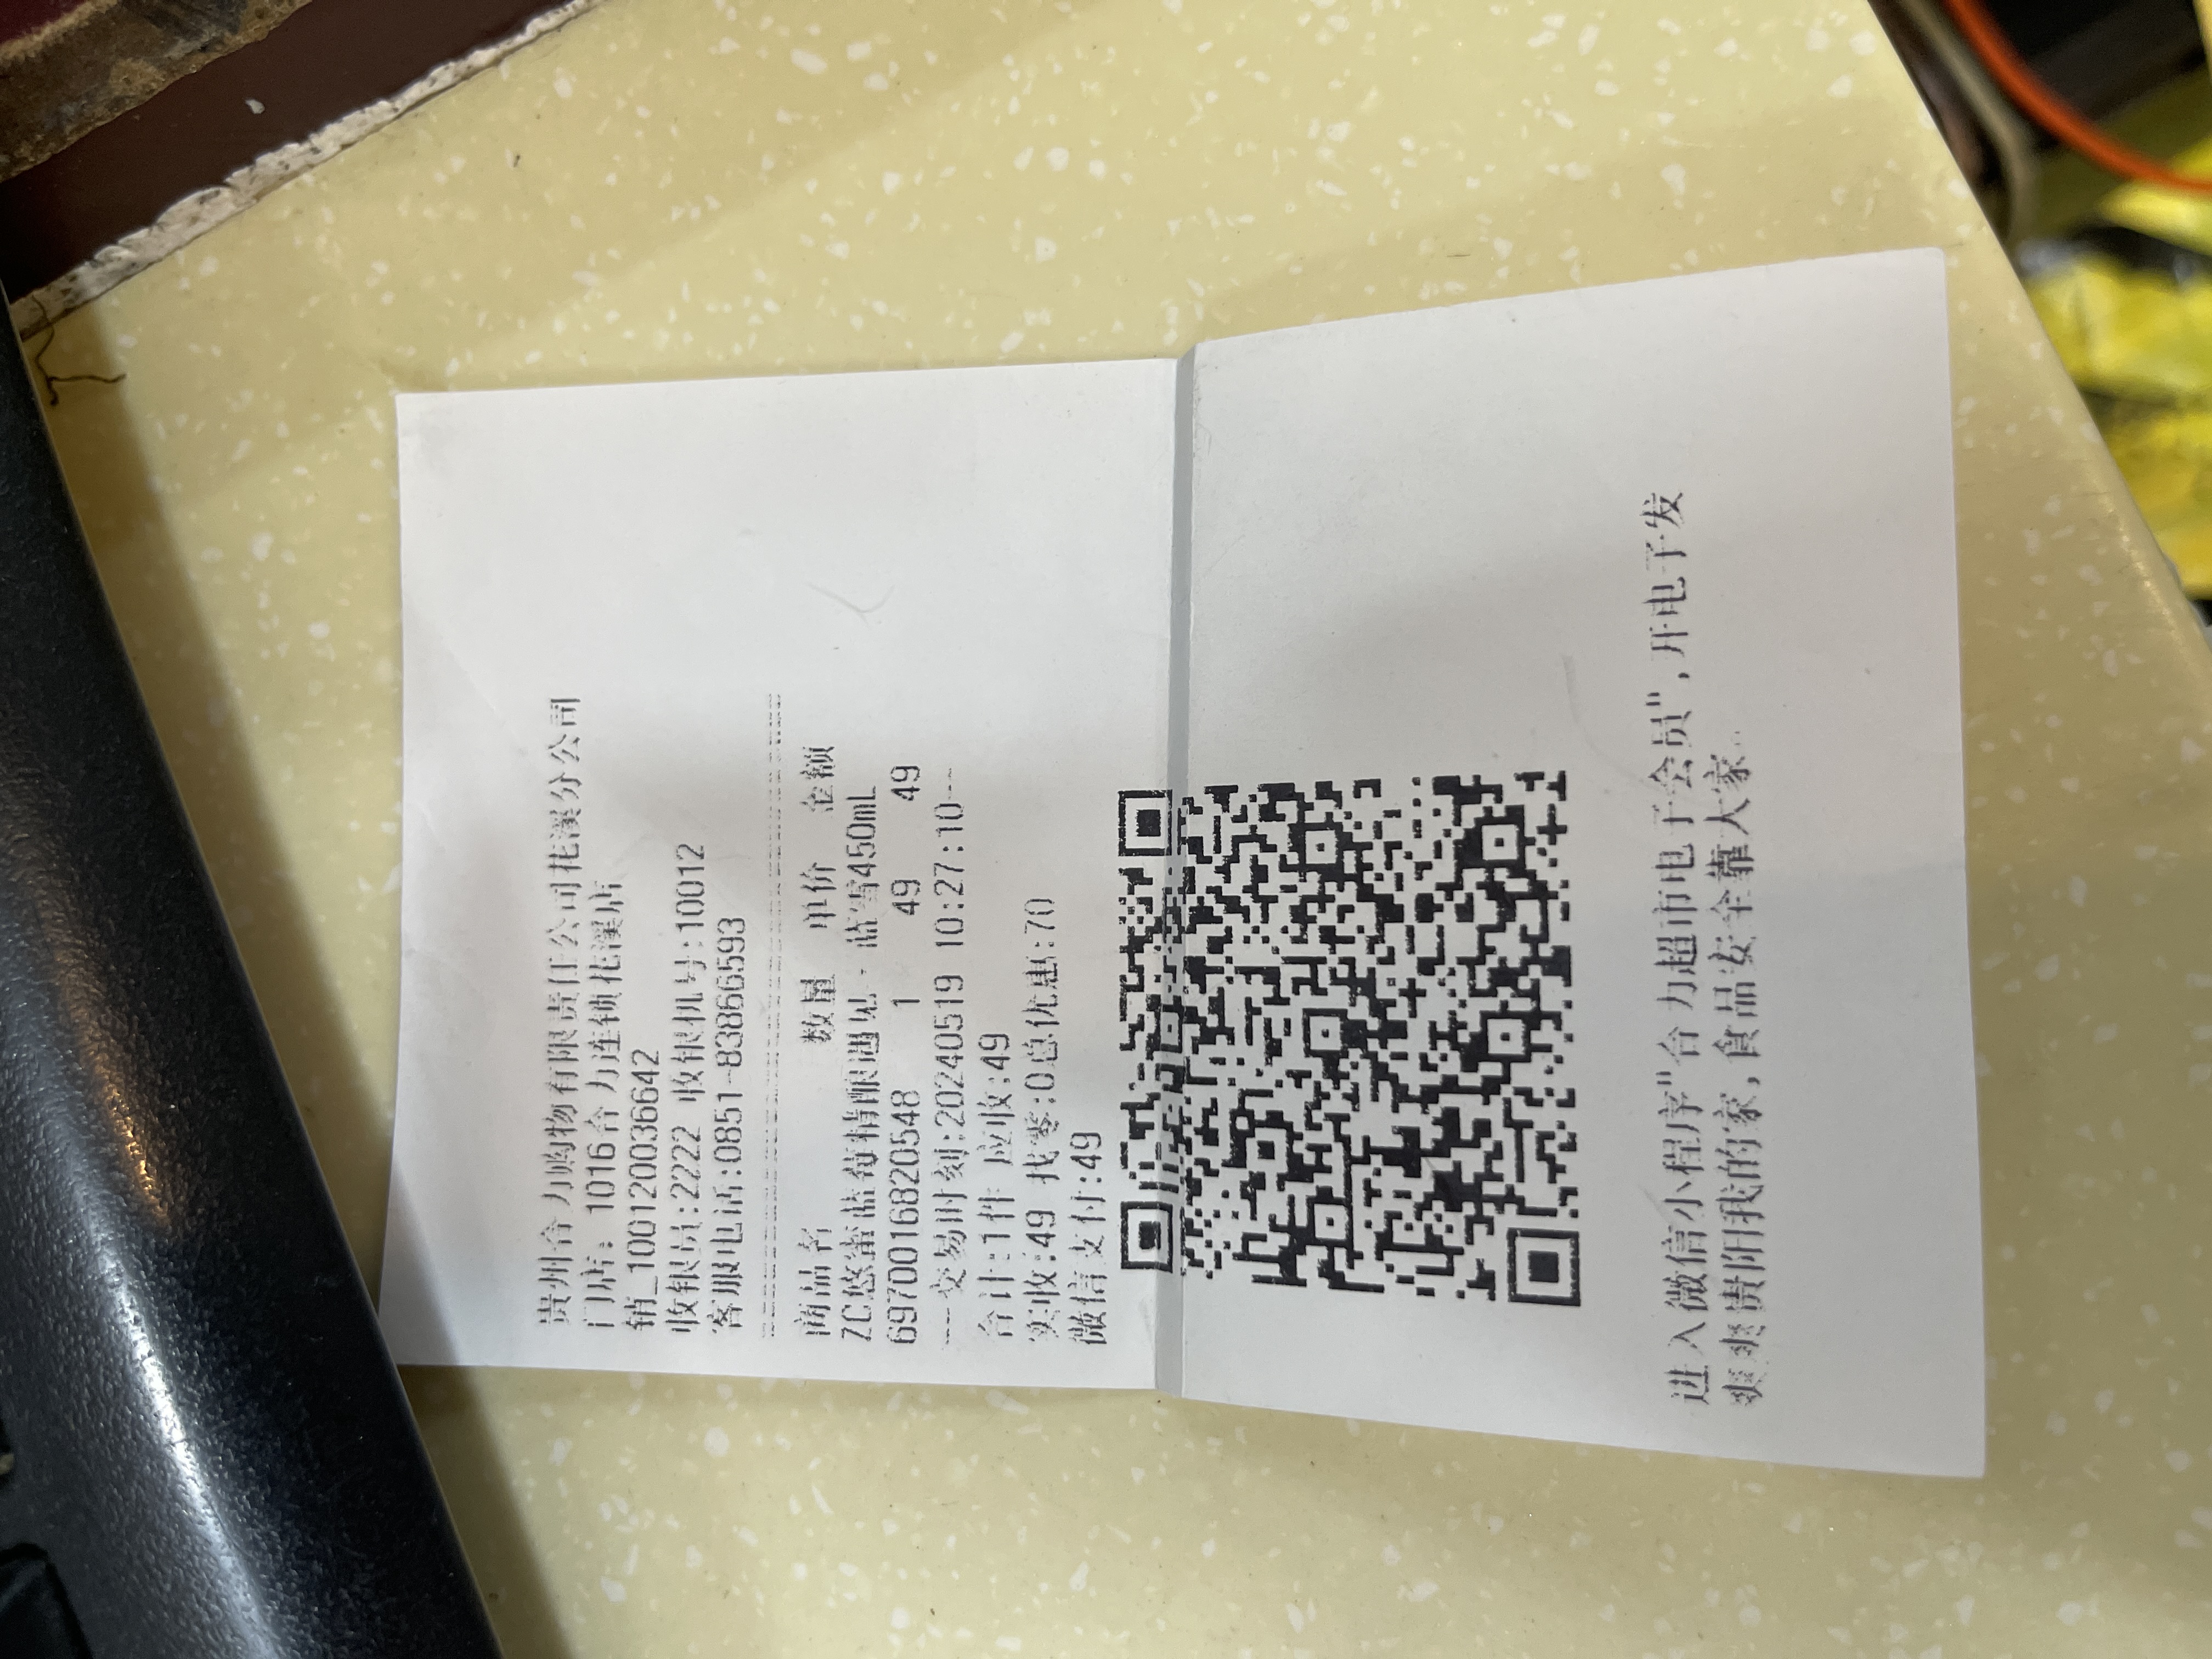 贵州合力购物有限责任公司花溪分公司
门店: 1016合力连锁花溪店
销_100120036642
收银员:2222 收银机号:10012
客服电话:0851-83866593
商品名 数量 单价 金额
ZC悠蜜蓝莓精酿遇见·蓝雪450mL
6970016820548 1 49 49
---交易时刻:20240519 10:27:10--
合计:1件 应收:49
实收:49 找零:0总优惠:70
微信支付:49
进入微信小程序"合力超市电子会员",开电子发
爽爽贵阳我的家,食品安全靠大家